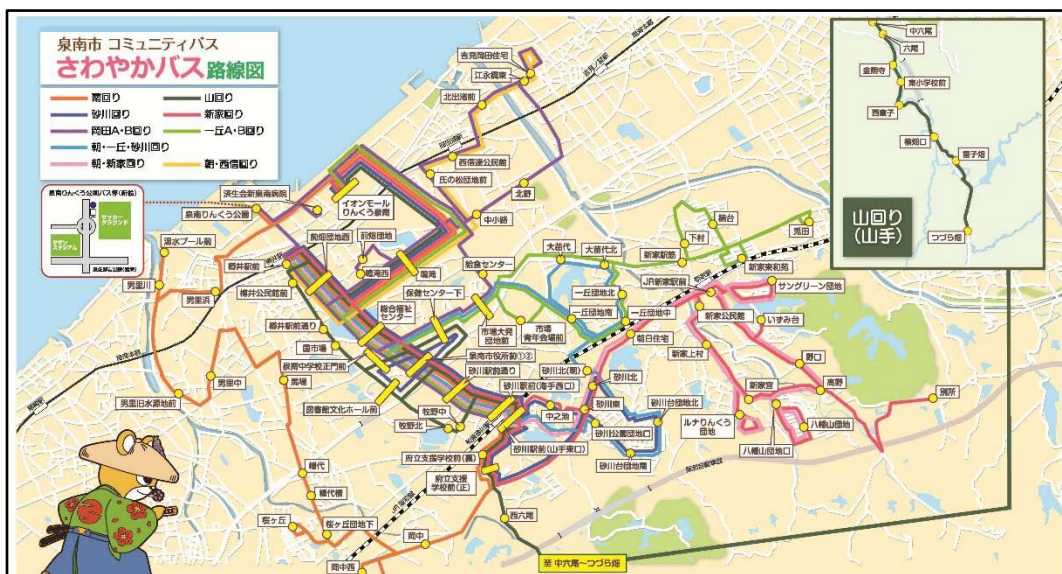 泉南市 コミュニティバス
さわやかバス路線図
南回り
山回り
砂川回り
新家回り
岡田A・B回り
一丘A・B回り
朝・一丘・砂川回り
朝・新家回り
朝・西信回り
泉南りんくう公園バス停(新設)
サッカーグラウンド
吉見岡田住宅
江永橋東
北出海前
西信達公民館
氏の松団地前
北野
中小路
済生会新泉南病院
泉南りんくう公園
イオンモール
りんくう泉南
温水プール前
男里川
男里浜
樽井駅前
樽井公民館前
前畑団地西
前畑団地
鳴滝西
鳴滝
給食センター
保健センター下
総合福祉
センター
樽井駅前通り
国市場
泉南中学校正門前
馬場
男里中
男里旧水源地前
図書館文化ホール前
牧野北
牧野中
泉南市役所前①②
砂川駅前通り
砂川駅前(海手西口)
砂川駅前(山手東口)
市場大発
団地前
市場
青年会場前
大苗代
大苗代北
一丘団地北
一丘団地南
一丘団地中
新家駅筋
下村
兎田
新家東和苑
JR新家駅前
サングリーン団地
新家公民館
いずみ台
新家上村
朝日住宅
野口
高野
別所
新家宮
ルナりんくう
団地
八幡山団地口
八幡山団地
砂川北(朝)
砂川北
砂川東
中之池
砂川公園団地口
砂川台団地北
砂川台団地南
府立支援学校前(裏)
府立支援
学校前(正)
西六尾
幡代
幡代橋
桜ヶ丘
桜ヶ丘団地下
岡中
岡中西
至 中六尾〜つづら畑
山回り
(山手)
中六尾
六尾
金熊寺
東小学校前
楠畑口
童子畑
つづら畑